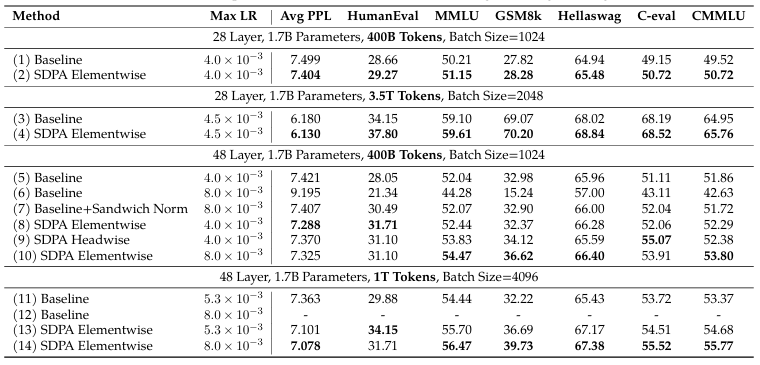 Method Max LR Avg PPL HumanEval MMLU GSM8k Hellaswag C-eval CMMLU
28 Layer, 1.7B Parameters, 400B Tokens, Batch Size=1024
(1) Baseline 4.0 × 10⁻³ 7.499 28.66 50.21 27.82 64.94 49.15 49.52
(2) SDPA Elementwise 4.0 × 10⁻³ 7.404 29.27 51.15 28.28 65.48 50.72 50.72
28 Layer, 1.7B Parameters, 3.5T Tokens, Batch Size=2048
(3) Baseline 4.5 × 10⁻³ 6.180 34.15 59.10 69.07 68.02 68.19 64.95
(4) SDPA Elementwise 4.5 × 10⁻³ 6.130 37.80 59.61 70.20 68.84 68.52 65.76
48 Layer, 1.7B Parameters, 400B Tokens, Batch Size=1024
(5) Baseline 4.0 × 10⁻³ 7.421 28.05 52.04 32.98 65.96 51.11 51.86
(6) Baseline 8.0 × 10⁻³ 9.195 21.34 44.28 15.24 57.00 43.11 42.63
(7) Baseline+Sandwich Norm 8.0 × 10⁻³ 7.407 30.49 52.07 32.90 66.00 52.04 51.72
(8) SDPA Elementwise 4.0 × 10⁻³ 7.288 31.71 52.44 32.37 66.28 52.06 52.29
(9) SDPA Headwise 4.0 × 10⁻³ 7.370 31.10 53.83 34.12 65.59 55.07 52.38
(10) SDPA Elementwise 8.0 × 10⁻³ 7.325 31.10 54.47 36.62 66.40 53.91 53.80
48 Layer, 1.7B Parameters, 1T Tokens, Batch Size=4096
(11) Baseline 5.3 × 10⁻³ 7.363 29.88 54.44 32.22 65.43 53.72 53.37
(12) Baseline 8.0 × 10⁻³ - - - - - - -
(13) SDPA Elementwise 5.3 × 10⁻³ 7.101 34.15 55.70 36.69 67.17 54.51 54.68
(14) SDPA Elementwise 8.0 × 10⁻³ 7.078 31.71 56.47 39.73 67.38 55.52 55.77